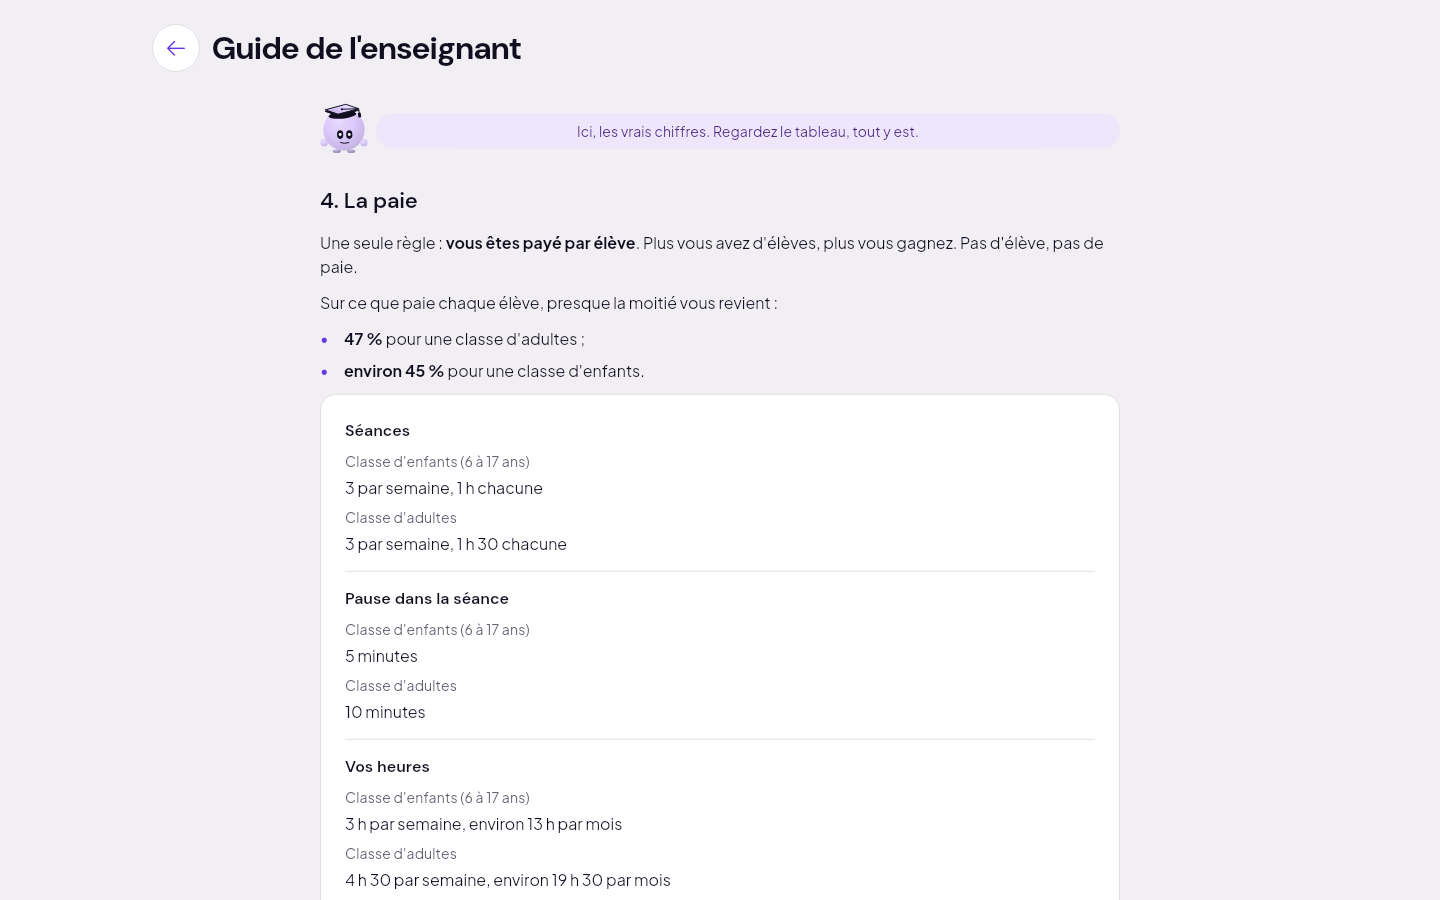 Guide de l'enseignant
Ici, les vrais chiffres. Regardez le tableau, tout y est.
4. La paie
Une seule règle : vous êtes payé par élève. Plus vous avez d'élèves, plus vous gagnez. Pas d'élève, pas de
paie.
Sur ce que paie chaque élève, presque la moitié vous revient :
• 47 % pour une classe d'adultes ;
• environ 45 % pour une classe d'enfants.
Séances
Classe d'enfants (6 à 17 ans)
3 par semaine, 1 h chacune
Classe d'adultes
3 par semaine, 1 h 30 chacune
Pause dans la séance
Classe d'enfants (6 à 17 ans)
5 minutes
Classe d'adultes
10 minutes
Vos heures
Classe d'enfants (6 à 17 ans)
3 h par semaine, environ 13 h par mois
Classe d'adultes
4 h 30 par semaine, environ 19 h 30 par mois